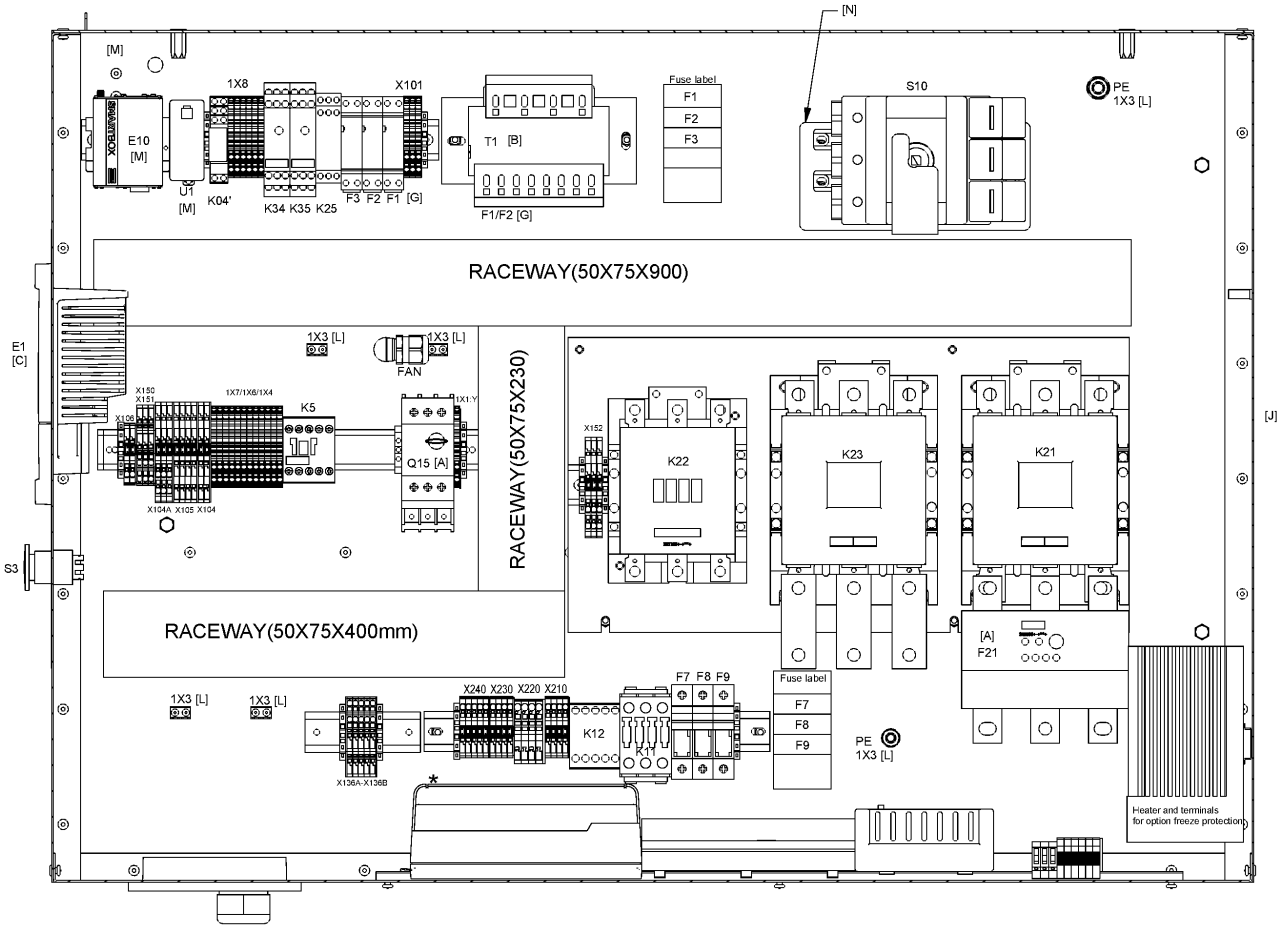 [N]
[M]
1X8
X101
Fuse label
F1
F2
F3
S10
PE
1X3 [L]
SMARTBOX
E10
[M]
T1 [B]
U1
[M]
K04'
K34 K35 K25
F3 F2 F1 [G]
F1/F2 [G]
RACEWAY(50X75X900)
E1
[C]
1X3 [L]
1X3 [L]
FAN
RACEWAY(50X75X230)
X150
X151
X106
1X7/1X6/1X4
K5
1X1:Y
Q15 [A]
X104A X105 X104
X152
K22
K23
K21
[J]
S3
RACEWAY(50X75X400mm)
[A]
F21
1X3 [L]
1X3 [L]
X240 X230 X220 X210
F7 F8 F9
Fuse label
F7
F8
F9
K12
K11
PE
1X3 [L]
X136A-X136B
*
Heater and terminals
for option freeze protection